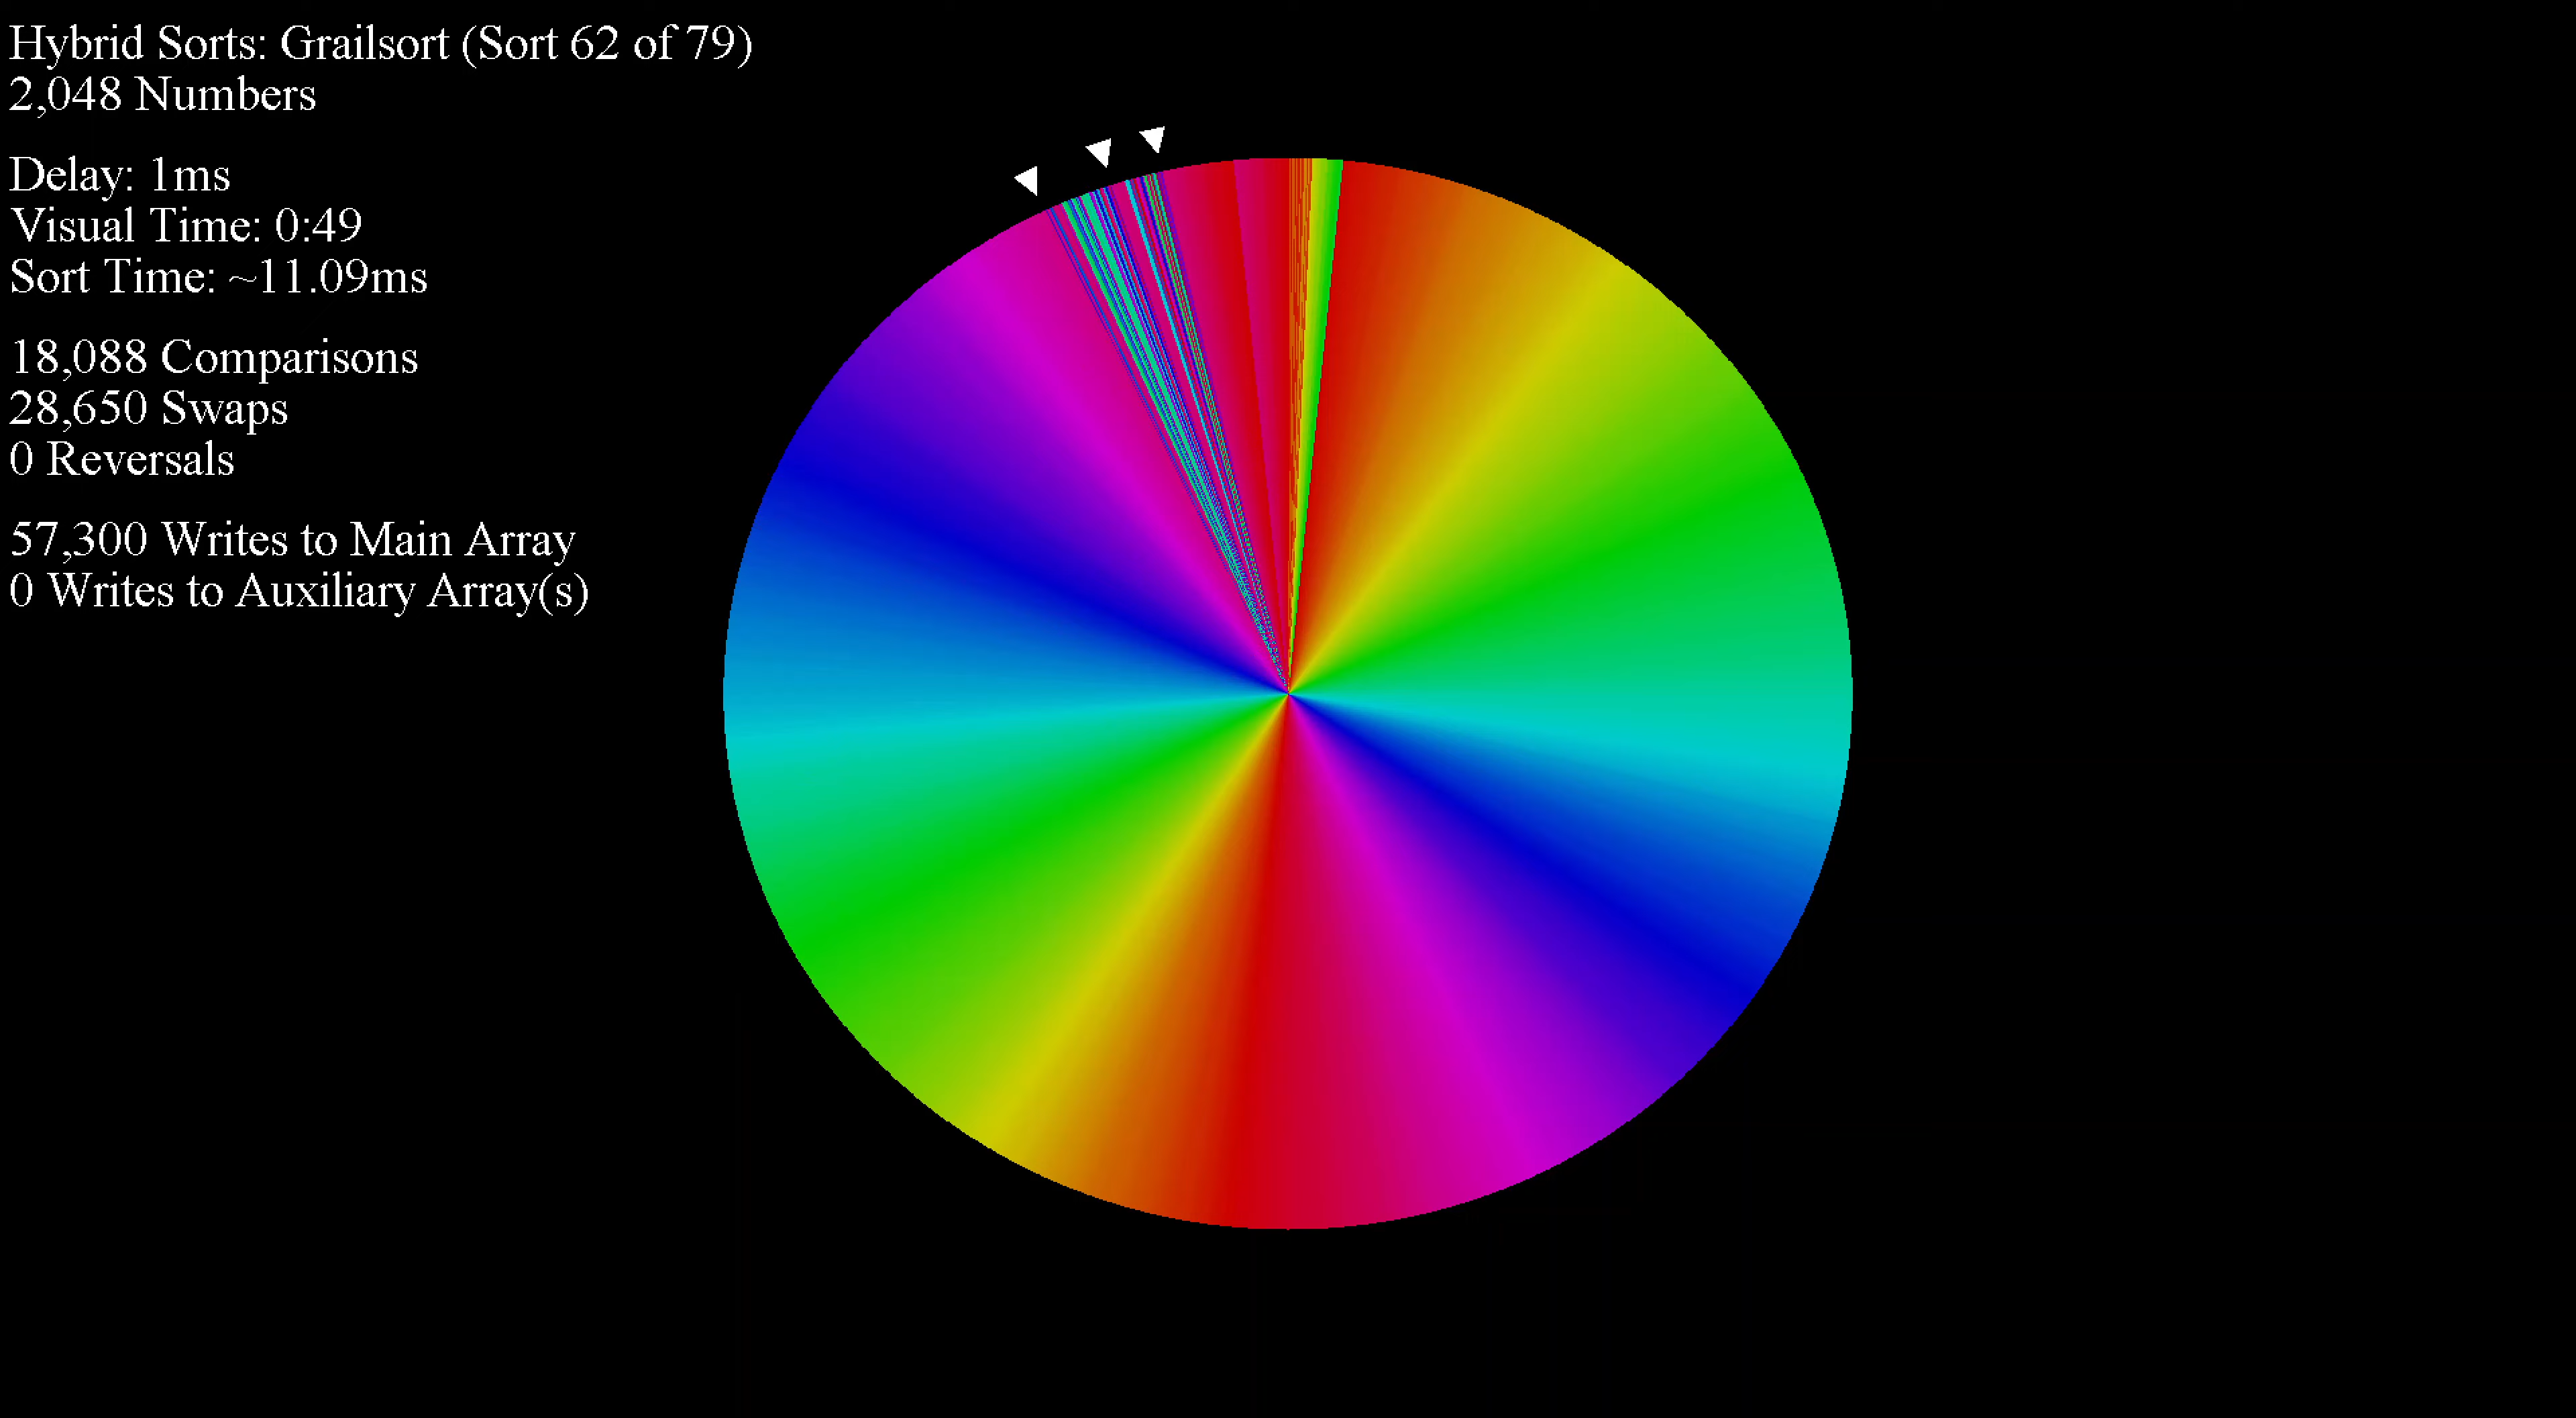 Hybrid Sorts: Grailsort (Sort 62 of 79)
2,048 Numbers
Delay: 1ms
Visual Time: 0:49
Sort Time: ~11.09ms
18,088 Comparisons
28,650 Swaps
0 Reversals
57,300 Writes to Main Array
0 Writes to Auxiliary Array(s)